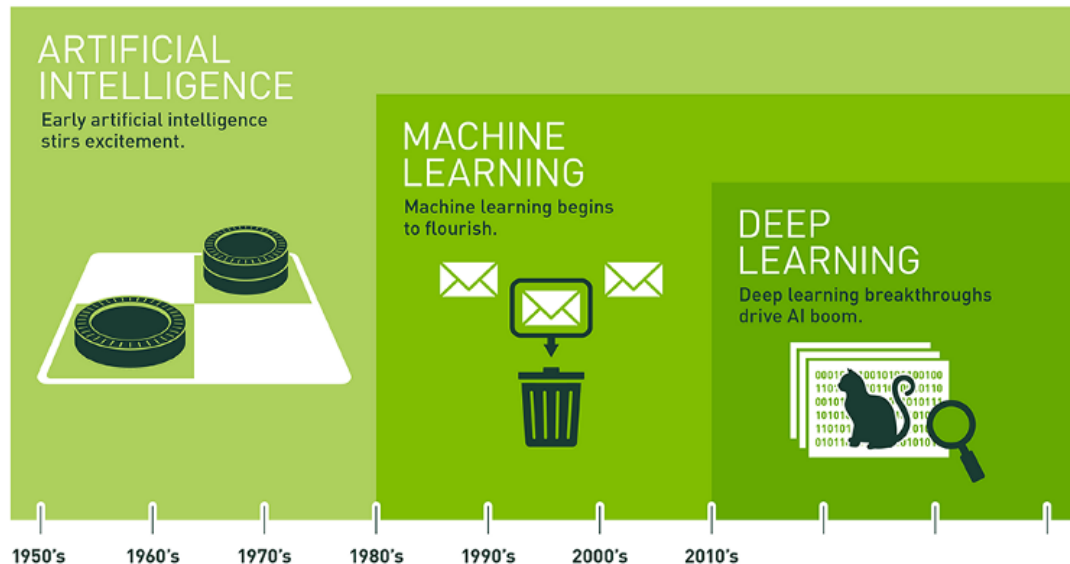 ARTIFICIAL
INTELLIGENCE
Early artificial intelligence
stirs excitement.
MACHINE
LEARNING
Machine learning begins
to flourish.
DEEP
LEARNING
Deep learning breakthroughs
drive AI boom.
1950's
1960's
1970's
1980's
1990's
2000's
2010's